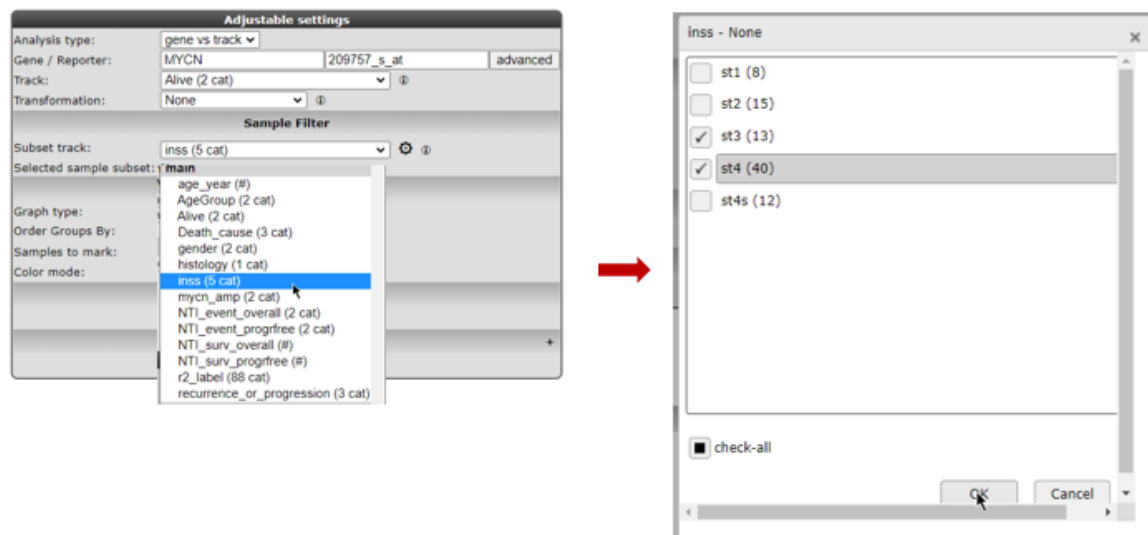 Adjustable settings
Analysis type: gene vs track
Gene / Reporter: MYCN 209757_s_at advanced
Track: Alive (2 cat)
Transformation: None
Sample Filter
Subset track: inss (5 cat)
Selected sample subset:
main
age_year (#)
AgeGroup (2 cat)
Alive (2 cat)
Graph type:
Order Groups By:
Death_cause (3 cat)
Samples to mark:
gender (2 cat)
histology (1 cat)
Color mode:
inss (5 cat)
mycn_amp (2 cat)
NTI_event_overall (2 cat)
NTI_event_progrfree (2 cat)
NTI_surv_overall (#)
+
NTI_surv_progrfree (#)
r2_label (88 cat)
recurrence_or_progression (3 cat)
inss - None
st1 (8)
st2 (15)
st3 (13)
st4 (40)
st4s (12)
check-all
OK Cancel